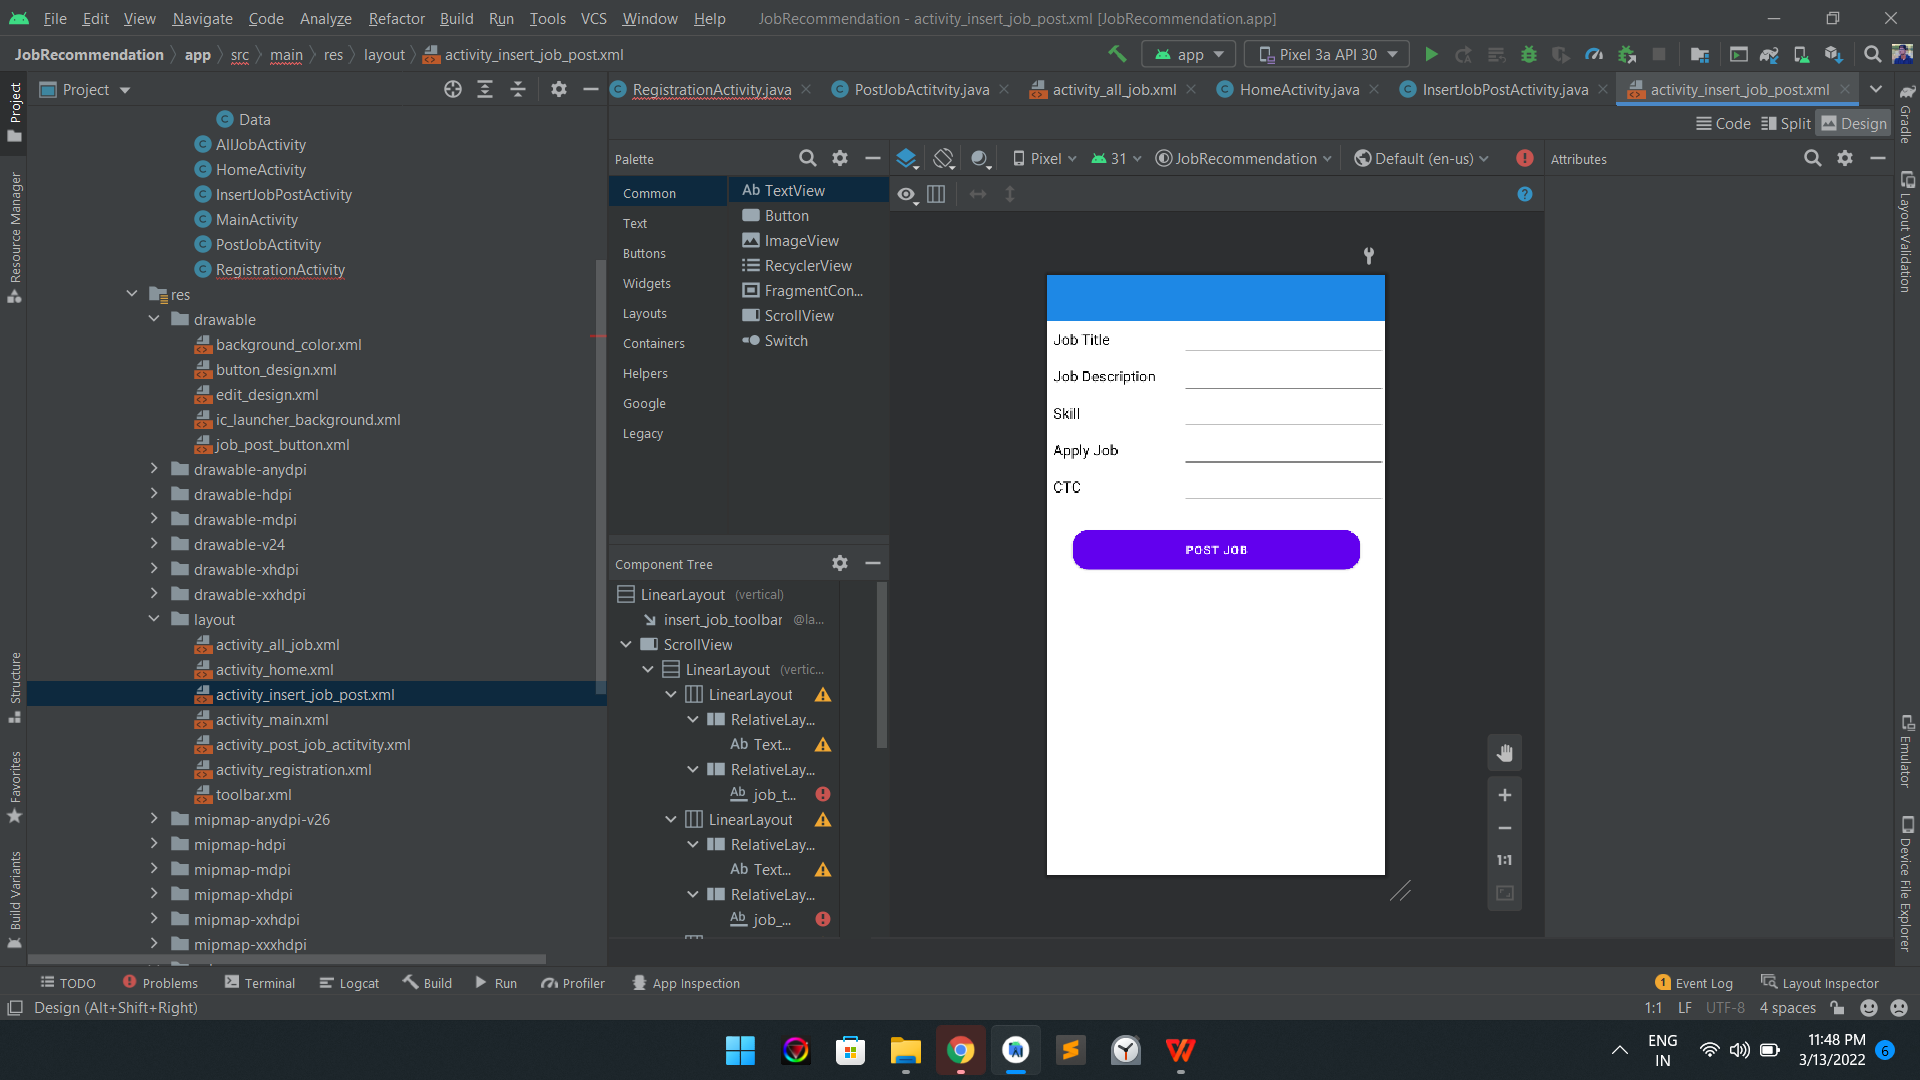 File Edit View Navigate Code Analyze Refactor Build Run Tools VCS Window Help JobRecommendation - activity_insert_job_post.xml [JobRecommendation.app]
JobRecommendation app src main res layout activity_insert_job_post.xml app Pixel 3a API 30
Project
RegistrationActivity.java PostJobActitvity.java activity_all_job.xml HomeActivity.java InsertJobPostActivity.java activity_insert_job_post.xml
Code Split Design
Project
Resource Manager
Structure
Favorites
Build Variants
Data
AllJobActivity
HomeActivity
InsertJobPostActivity
MainActivity
PostJobActitvity
RegistrationActivity
res
drawable
background_color.xml
button_design.xml
edit_design.xml
ic_launcher_background.xml
job_post_button.xml
drawable-anydpi
drawable-hdpi
drawable-mdpi
drawable-v24
drawable-xhdpi
drawable-xxhdpi
layout
activity_all_job.xml
activity_home.xml
activity_insert_job_post.xml
activity_main.xml
activity_post_job_actitvity.xml
activity_registration.xml
toolbar.xml
mipmap-anydpi-v26
mipmap-hdpi
mipmap-mdpi
mipmap-xhdpi
mipmap-xxhdpi
mipmap-xxxhdpi
Palette
Common
Text
Buttons
Widgets
Layouts
Containers
Helpers
Google
Legacy
Ab TextView
Button
ImageView
RecyclerView
FragmentCon...
ScrollView
Switch
Component Tree
LinearLayout (vertical)
insert_job_toolbar @la...
ScrollView
LinearLayout (vertic...
LinearLayout
RelativeLay...
Ab Text...
RelativeLay...
Ab job_t...
LinearLayout
RelativeLay...
Ab Text...
RelativeLay...
Ab job_...
Pixel 31 JobRecommendation Default (en-us)
Job Title
Job Description
Skill
Apply Job
CTC
POST JOB
1:1
Attributes
Gradle
Layout Validation
Emulator
Device File Explorer
TODO Problems Terminal Logcat Build Run Profiler App Inspection 1 Event Log Layout Inspector
Design (Alt+Shift+Right) 1:1 LF UTF-8 4 spaces
ENG
IN
11:48 PM
3/13/2022
6